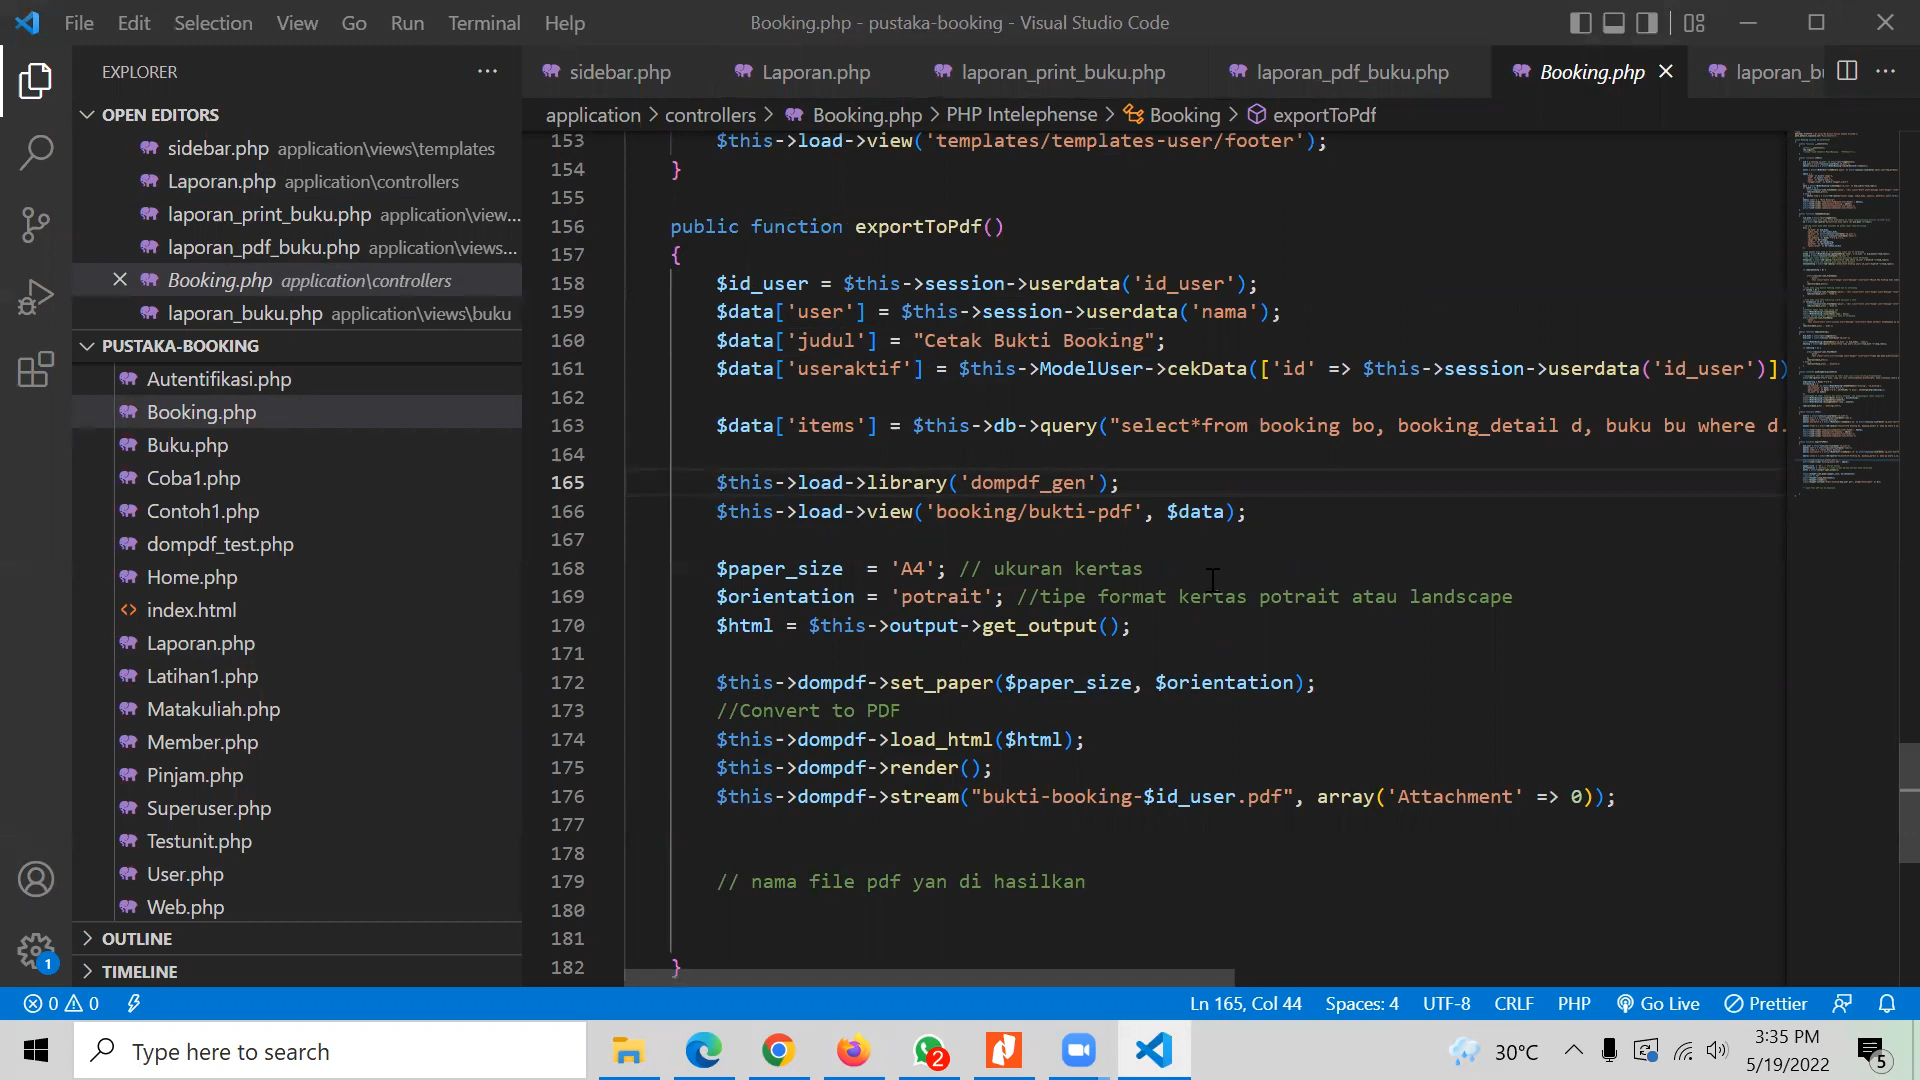 File Edit Selection View Go Run Terminal Help
Booking.php - pustaka-booking - Visual Studio Code
EXPLORER
OPEN EDITORS
sidebar.php application\views\templates
Laporan.php application\controllers
laporan_print_buku.php application\view...
laporan_pdf_buku.php application\views...
Booking.php application\controllers
laporan_buku.php application\views\buku
PUSTAKA-BOOKING
Autentifikasi.php
Booking.php
Buku.php
Coba1.php
Contoh1.php
dompdf_test.php
Home.php
index.html
Laporan.php
Latihan1.php
Matakuliah.php
Member.php
Pinjam.php
Superuser.php
Testunit.php
User.php
Web.php
OUTLINE
TIMELINE
sidebar.php Laporan.php laporan_print_buku.php laporan_pdf_buku.php Booking.php laporan_bu
application > controllers > Booking.php > PHP Intelephense > Booking > exportToPdf
153 $this->load->view('templates/templates-user/footer');
154 }
155
156 public function exportToPdf()
157 {
158 $id_user = $this->session->userdata('id_user');
159 $data['user'] = $this->session->userdata('nama');
160 $data['judul'] = "Cetak Bukti Booking";
161 $data['useraktif'] = $this->ModelUser->cekData(['id' => $this->session->userdata('id_user')])
162
163 $data['items'] = $this->db->query("select*from booking bo, booking_detail d, buku bu where d.
164
165 $this->load->library('dompdf_gen');
166 $this->load->view('booking/bukti-pdf', $data);
167
168 $paper_size  = 'A4'; // ukuran kertas
169 $orientation = 'potrait'; //tipe format kertas potrait atau landscape
170 $html = $this->output->get_output();
171
172 $this->dompdf->set_paper($paper_size, $orientation);
173 //Convert to PDF
174 $this->dompdf->load_html($html);
175 $this->dompdf->render();
176 $this->dompdf->stream("bukti-booking-$id_user.pdf", array('Attachment' => 0));
177
178
179 // nama file pdf yan di hasilkan
180
181
182 }
1
0 0 Ln 165, Col 44 Spaces: 4 UTF-8 CRLF PHP Go Live Prettier
Type here to search
2
30°C
3:35 PM
5/19/2022
5